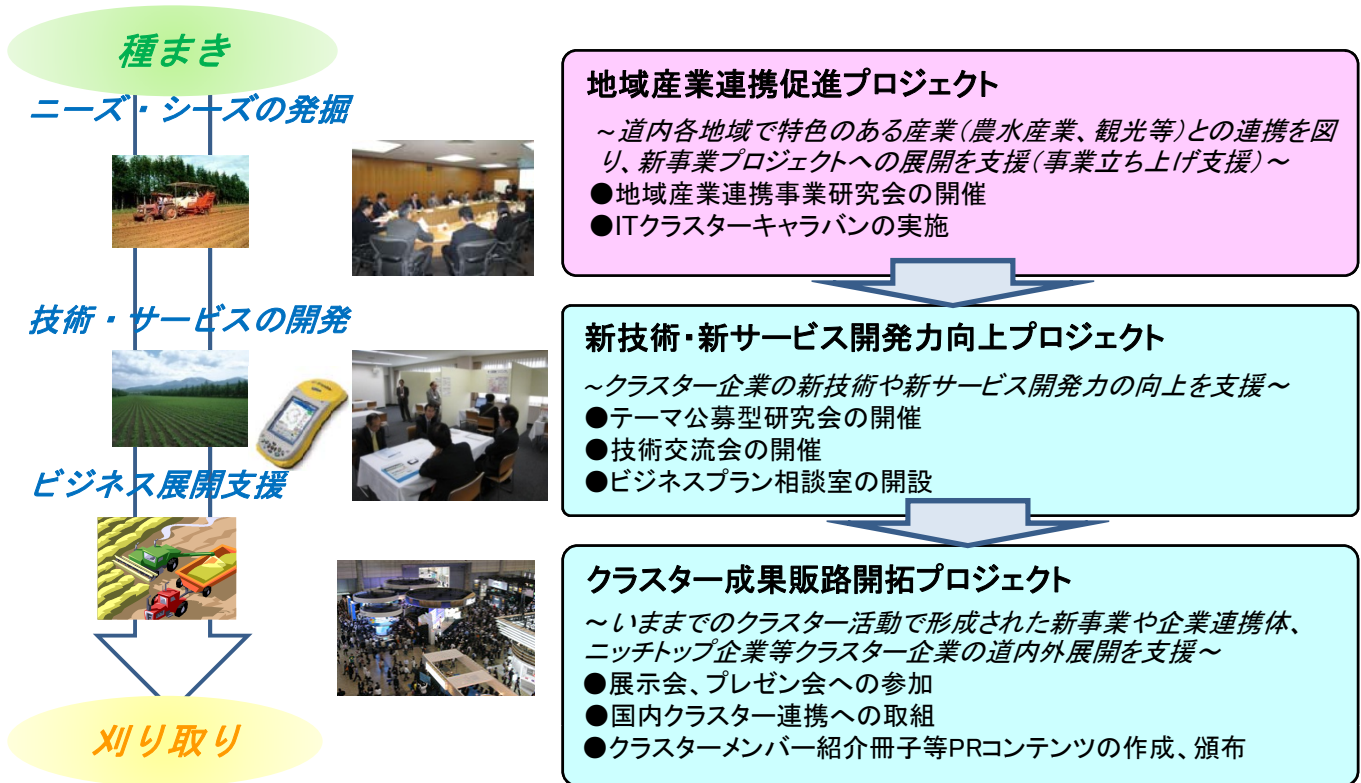 種まき
ニーズ・シーズの発掘
技術・サービスの開発
ビジネス展開支援
刈り取り
地域産業連携促進プロジェクト
~道内各地域で特色のある産業(農水産業、観光等)との連携を図
り、新事業プロジェクトへの展開を支援(事業立ち上げ支援)~
●地域産業連携事業研究会の開催
●ITクラスターキャラバンの実施
新技術・新サービス開発力向上プロジェクト
~クラスター企業の新技術や新サービス開発力の向上を支援~
●テーマ公募型研究会の開催
●技術交流会の開催
●ビジネスプラン相談室の開設
クラスター成果販路開拓プロジェクト
~いままでのクラスター活動で形成された新事業や企業連携体、
ニッチトップ企業等クラスター企業の道内外展開を支援~
●展示会、プレゼン会への参加
●国内クラスター連携への取組
●クラスターメンバー紹介冊子等PRコンテンツの作成、頒布